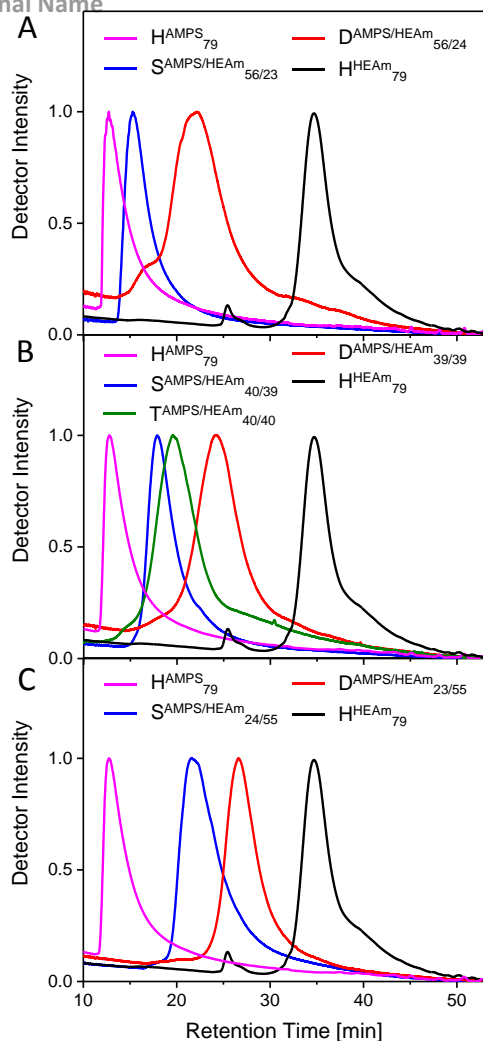 nal Name
A
H^AMPS_79
D^AMPS/HEAm_56/24
S^AMPS/HEAm_56/23
H^HEAm_79
Detector Intensity
1.0
0.5
0.0
B
H^AMPS_79
D^AMPS/HEAm_39/39
S^AMPS/HEAm_40/39
H^HEAm_79
T^AMPS/HEAm_40/40
Detector Intensity
1.0
0.5
0.0
C
H^AMPS_79
D^AMPS/HEAm_23/55
S^AMPS/HEAm_24/55
H^HEAm_79
Detector Intensity
1.0
0.5
0.0
10 20 30 40 50
Retention Time [min]